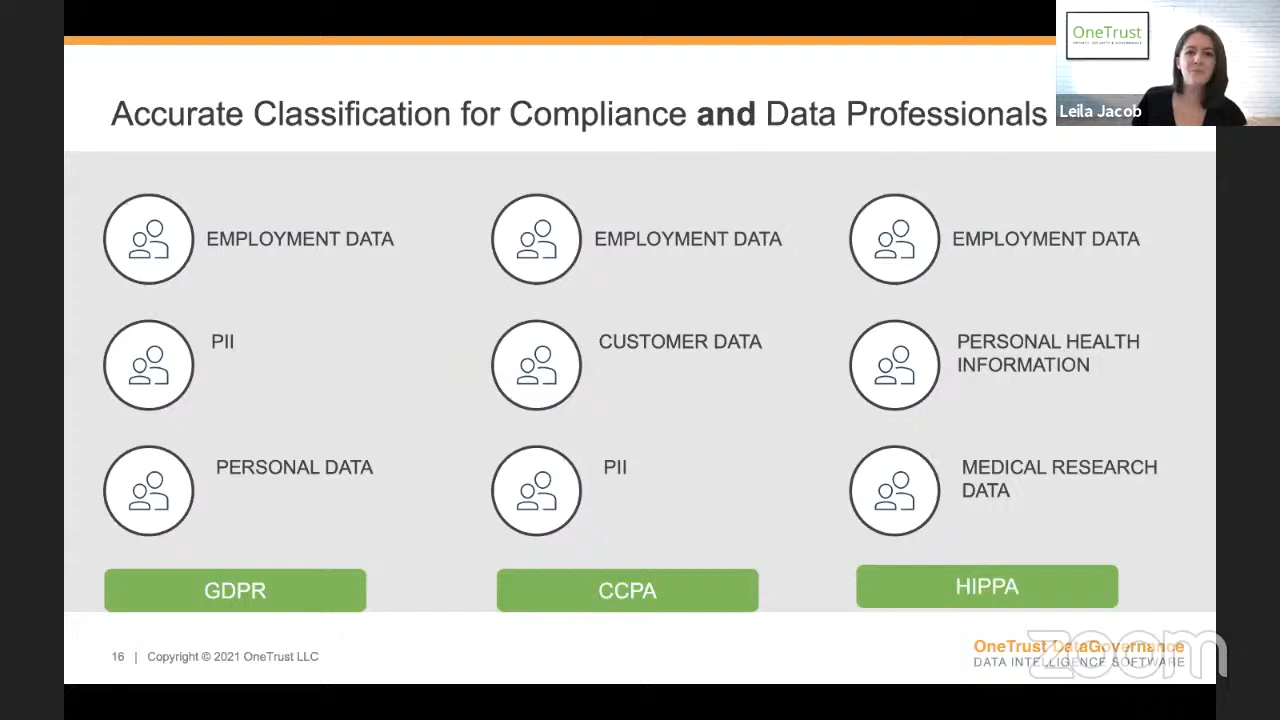 OneTrust
Leila Jacob
Accurate Classification for Compliance and Data Professionals
EMPLOYMENT DATA
PII
PERSONAL DATA
GDPR
EMPLOYMENT DATA
CUSTOMER DATA
PII
CCPA
EMPLOYMENT DATA
PERSONAL HEALTH
INFORMATION
MEDICAL RESEARCH
DATA
HIPPA
16 | Copyright © 2021 OneTrust LLC
OneTrust DataGovernance
DATA INTELLIGENCE SOFTWARE
zoom